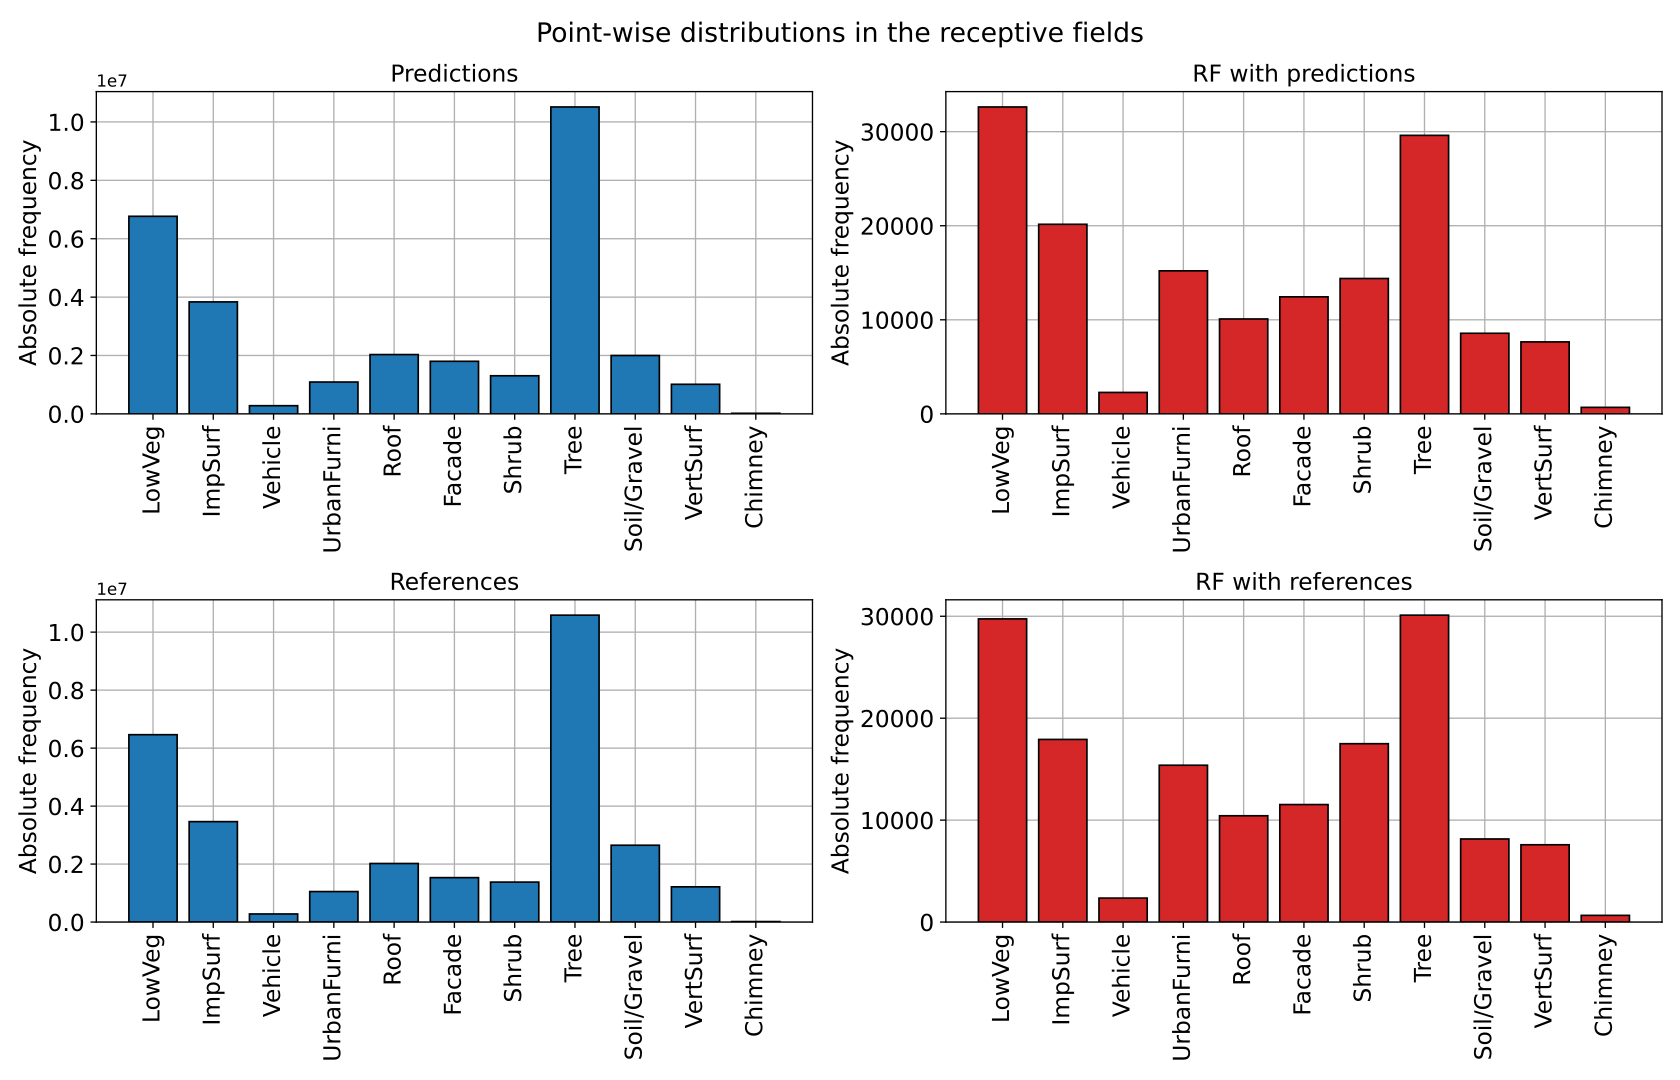 Point-wise distributions in the receptive fields
Predictions
1e7
Absolute frequency
1.0
0.8
0.6
0.4
0.2
0.0
LowVeg
ImpSurf
Vehicle
UrbanFurni
Roof
Facade
Shrub
Tree
Soil/Gravel
VertSurf
Chimney
RF with predictions
Absolute frequency
30000
20000
10000
0
LowVeg
ImpSurf
Vehicle
UrbanFurni
Roof
Facade
Shrub
Tree
Soil/Gravel
VertSurf
Chimney
References
1e7
Absolute frequency
1.0
0.8
0.6
0.4
0.2
0.0
LowVeg
ImpSurf
Vehicle
UrbanFurni
Roof
Facade
Shrub
Tree
Soil/Gravel
VertSurf
Chimney
RF with references
Absolute frequency
30000
20000
10000
0
LowVeg
ImpSurf
Vehicle
UrbanFurni
Roof
Facade
Shrub
Tree
Soil/Gravel
VertSurf
Chimney